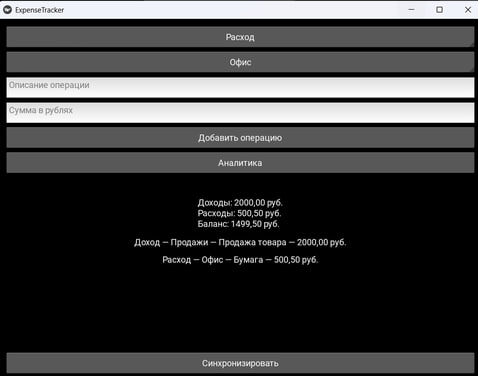 ExpenseTracker
Расход
Офис
Описание операции
Сумма в рублях
Добавить операцию
Аналитика
Доходы: 2000,00 руб.
Расходы: 500,50 руб.
Баланс: 1499,50 руб.
Доход — Продажи — Продажа товара — 2000,00 руб.
Расход — Офис — Бумага — 500,50 руб.
Синхронизировать